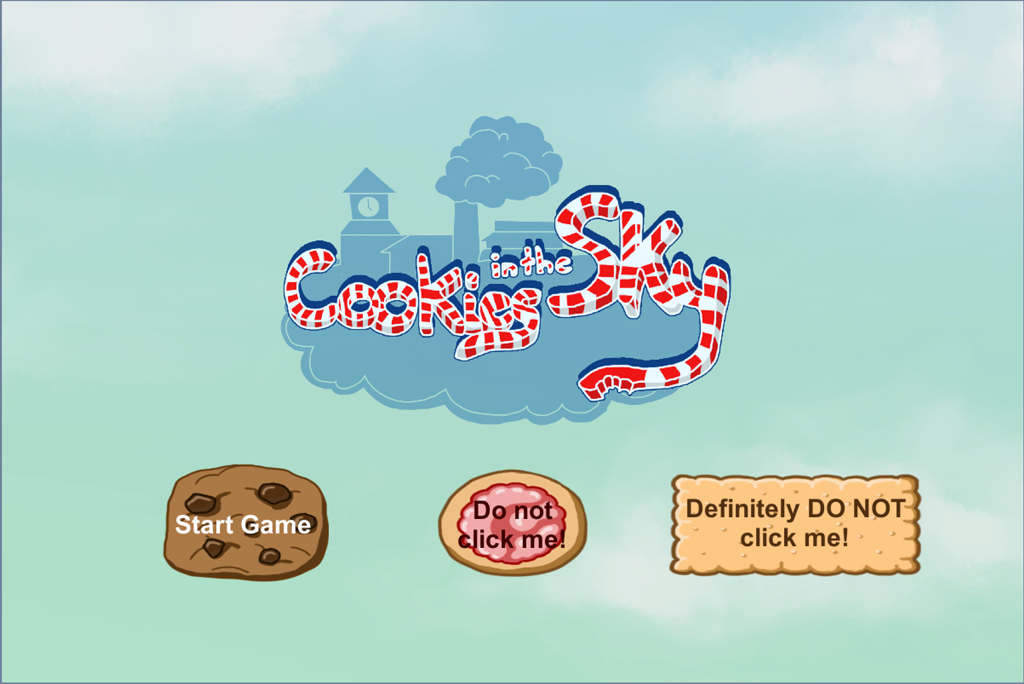 Cookies in the Sky
Start Game
Do not
click me!
Definitely DO NOT
click me!